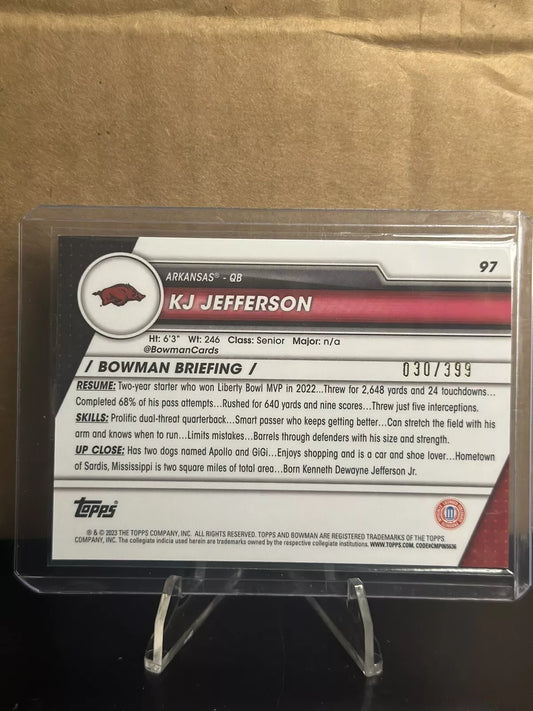 97
ARKANSAS® - QB
KJ JEFFERSON
Ht: 6'3" Wt: 246 Class: Senior Major: n/a
@BowmanCards
/ BOWMAN BRIEFING /
030/399
RESUME: Two-year starter who won Liberty Bowl MVP in 2022...Threw for 2,648 yards and 24 touchdowns...
Completed 68% of his pass attempts...Rushed for 640 yards and nine scores...Threw just five interceptions.
SKILLS: Prolific dual-threat quarterback...Smart passer who keeps getting better...Can stretch the field with his
arm and knows when to run...Limits mistakes...Barrels through defenders with his size and strength.
UP CLOSE: Has two dogs named Apollo and GiGi...Enjoys shopping and is a car and shoe lover...Hometown
of Sardis, Mississippi is two square miles of total area...Born Kenneth Dewayne Jefferson Jr.
Topps
® & © 2023 THE TOPPS COMPANY, INC. ALL RIGHTS RESERVED. TOPPS AND BOWMAN ARE REGISTERED TRADEMARKS OF THE TOPPS
COMPANY, INC. The collegiate indicia used herein are trademarks owned by the respective collegiate institutions. WWW.TOPPS.COM. CODE#CMPIN5636